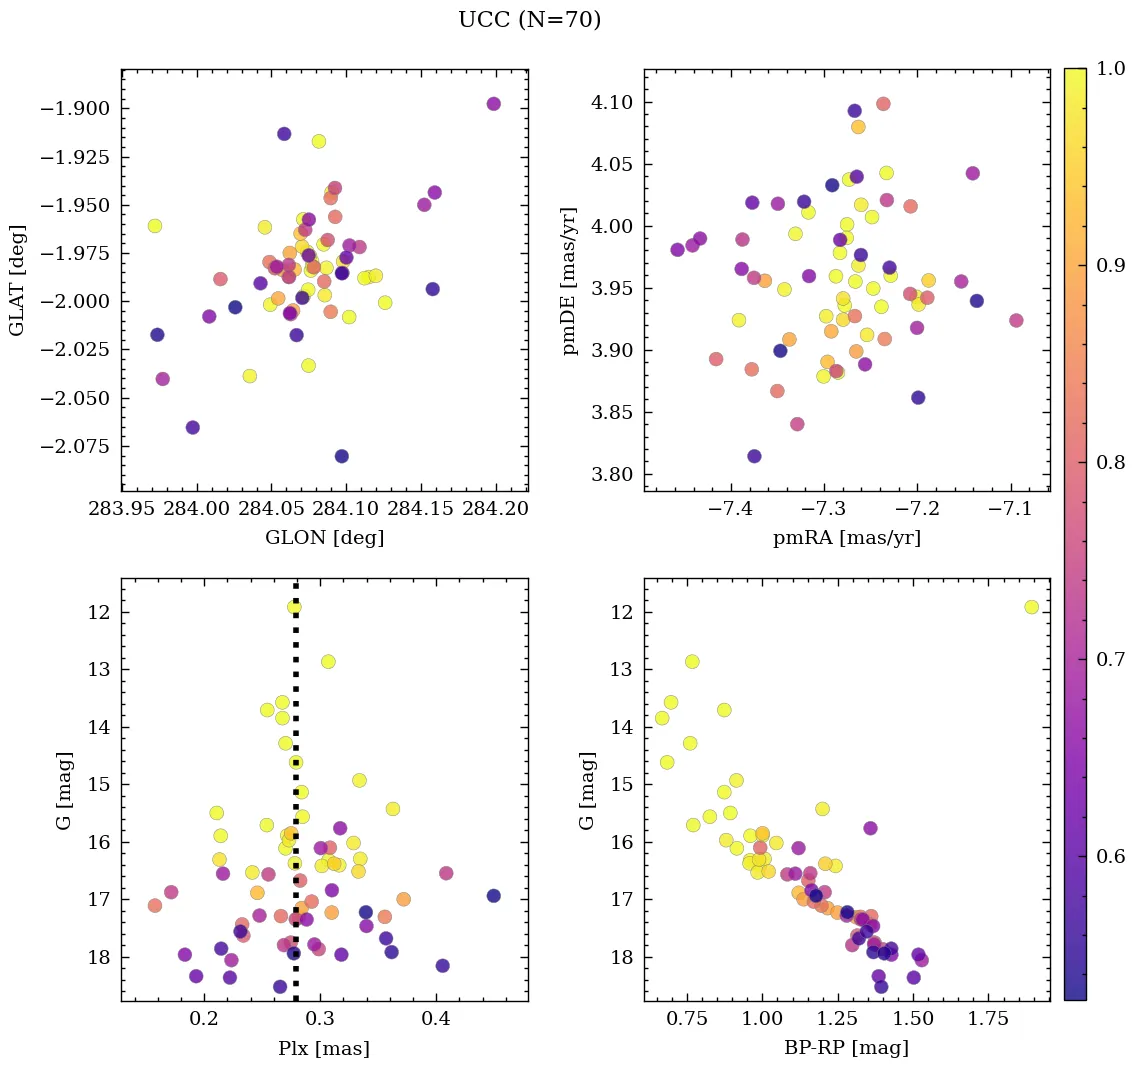 UCC (N=70)
−1.900
−1.925
−1.950
−1.975
−2.000
−2.025
−2.050
−2.075
GLAT [deg]
283.95 284.00 284.05 284.10 284.15 284.20
GLON [deg]
4.10
4.05
4.00
3.95
3.90
3.85
3.80
pmDE [mas/yr]
−7.4 −7.3 −7.2 −7.1
pmRA [mas/yr]
12
13
14
15
16
17
18
G [mag]
0.2 0.3 0.4
Plx [mas]
12
13
14
15
16
17
18
G [mag]
0.75 1.00 1.25 1.50 1.75
BP-RP [mag]
1.0
0.9
0.8
0.7
0.6